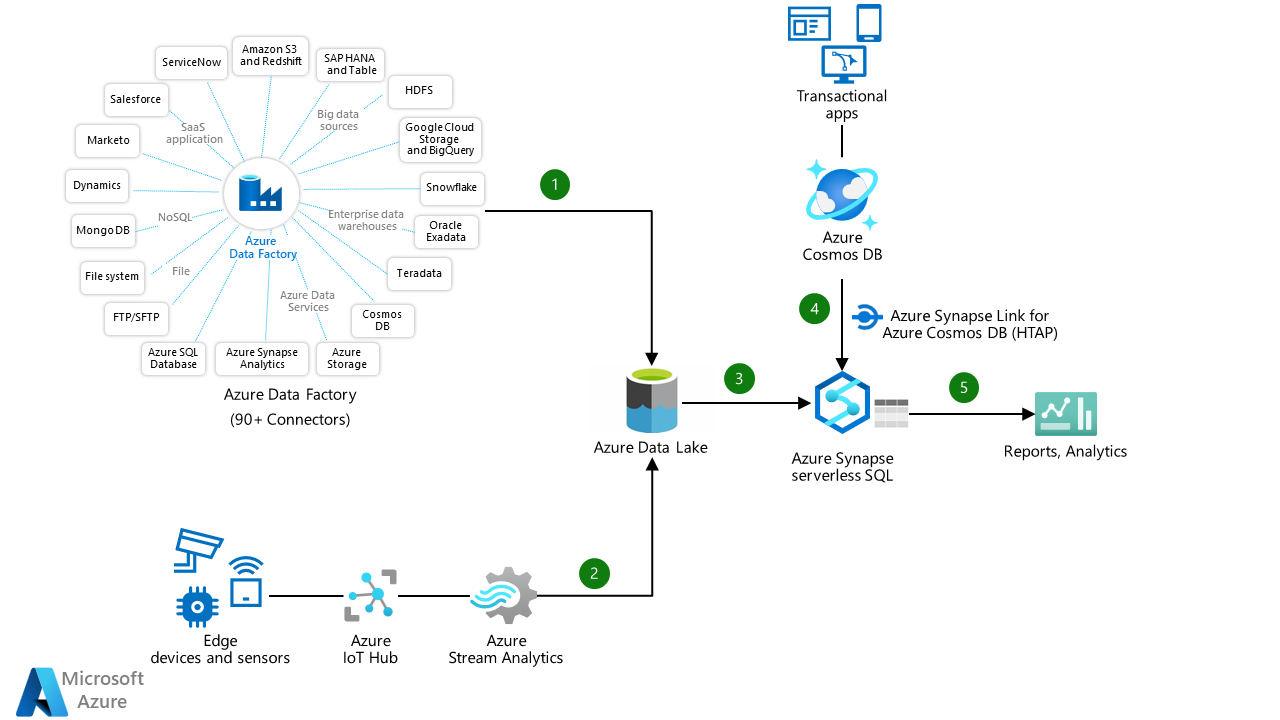 Amazon S3
and Redshift
ServiceNow
SAP HANA
and Table
Salesforce
HDFS
SaaS
application
Big data
sources
Marketo
Google Cloud
Storage
and BigQuery
Dynamics
Snowflake
MongoDB
NoSQL
Enterprise data
warehouses
Oracle
Exadata
Azure
Data Factory
File system
File
Teradata
FTP/SFTP
Azure Data
Services
Cosmos
DB
Azure SQL
Database
Azure Synapse
Analytics
Azure
Storage
Azure Data Factory
(90+ Connectors)
1
Transactional
apps
Azure
Cosmos DB
4
Azure Synapse Link for
Azure Cosmos DB (HTAP)
3
5
Azure Data Lake
Azure Synapse
serverless SQL
Reports, Analytics
2
Edge
devices and sensors
Azure
IoT Hub
Azure
Stream Analytics
Microsoft
Azure